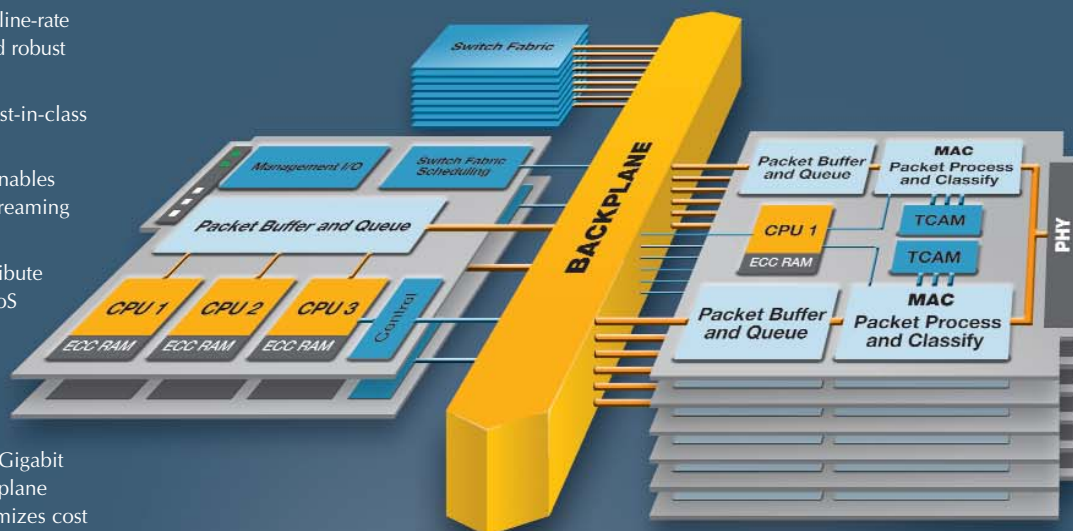 line-rate
d robust
st-in-class
nables
reaming
ibute
oS
Gigabit
plane
mizes cost
Switch Fabric
Management I/O
Switch Fabric
Scheduling
Packet Buffer and Queue
CPU 1
ECC RAM
CPU 2
ECC RAM
CPU 3
ECC RAM
Control
BACKPLANE
Packet Buffer
and Queue
MAC
Packet Process
and Classify
CPU 1
ECC RAM
TCAM
TCAM
Packet Buffer
and Queue
MAC
Packet Process
and Classify
PHY